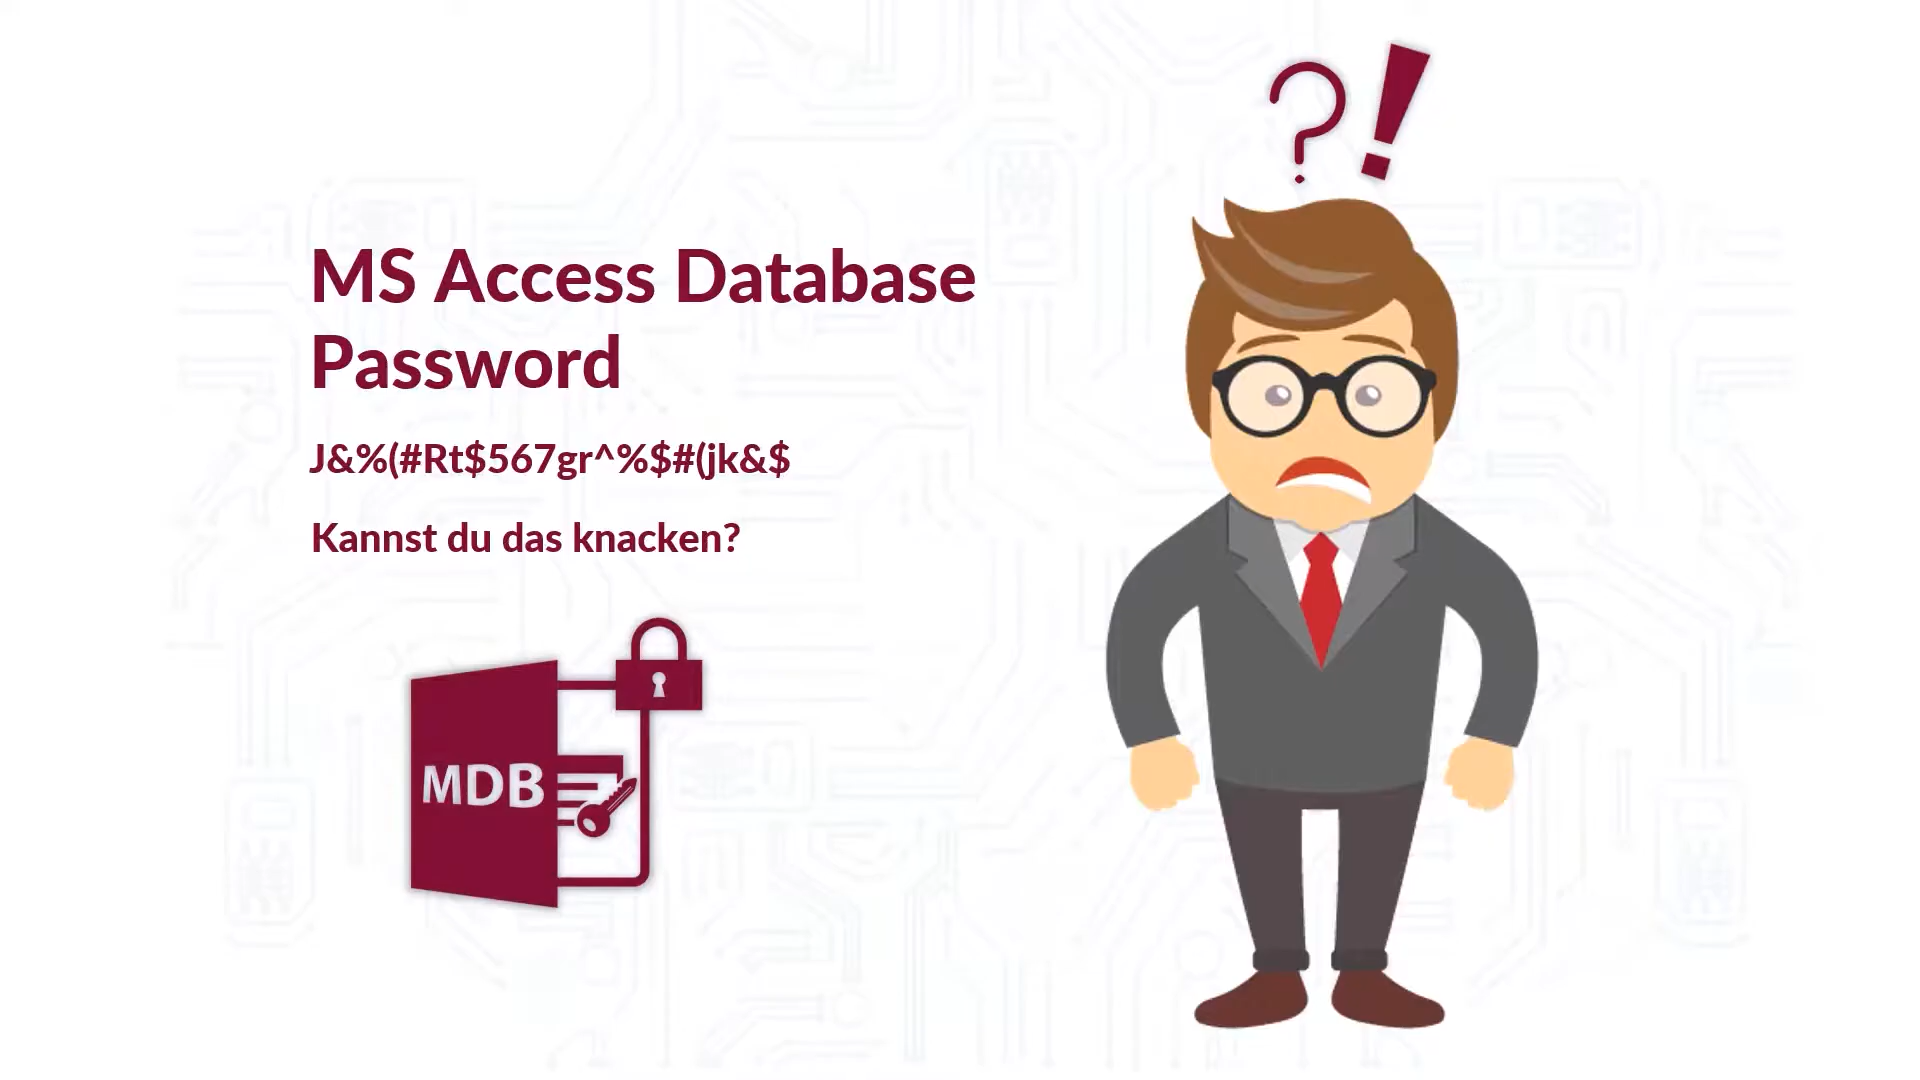 ?!
MS Access Database
Password
J&%(#Rt$567gr^%$#(jk&$
Kannst du das knacken?
MDB